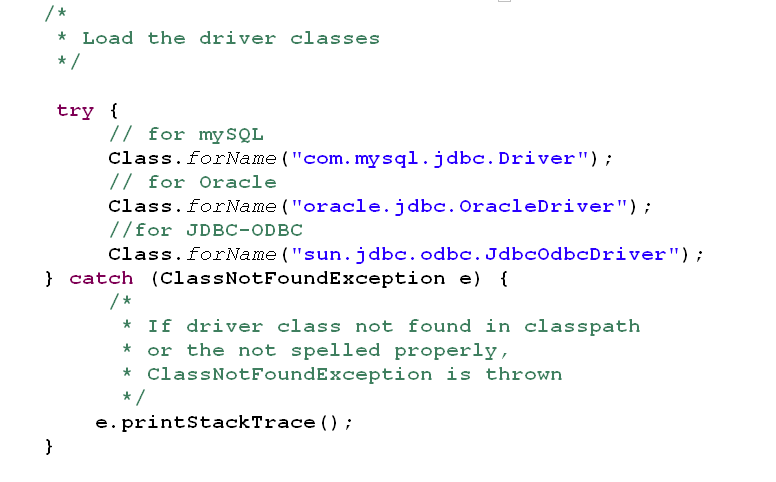 /*
 * Load the driver classes
 */
try {
// for mySQL
Class.forName("com.mysql.jdbc.Driver");
// for Oracle
Class.forName("oracle.jdbc.OracleDriver");
//for JDBC-ODBC
Class.forName("sun.jdbc.odbc.JdbcOdbcDriver");
} catch (ClassNotFoundException e) {
/*
 * If driver class not found in classpath
 * or the not spelled properly,
 * ClassNotFoundException is thrown
 */
e.printStackTrace();
}